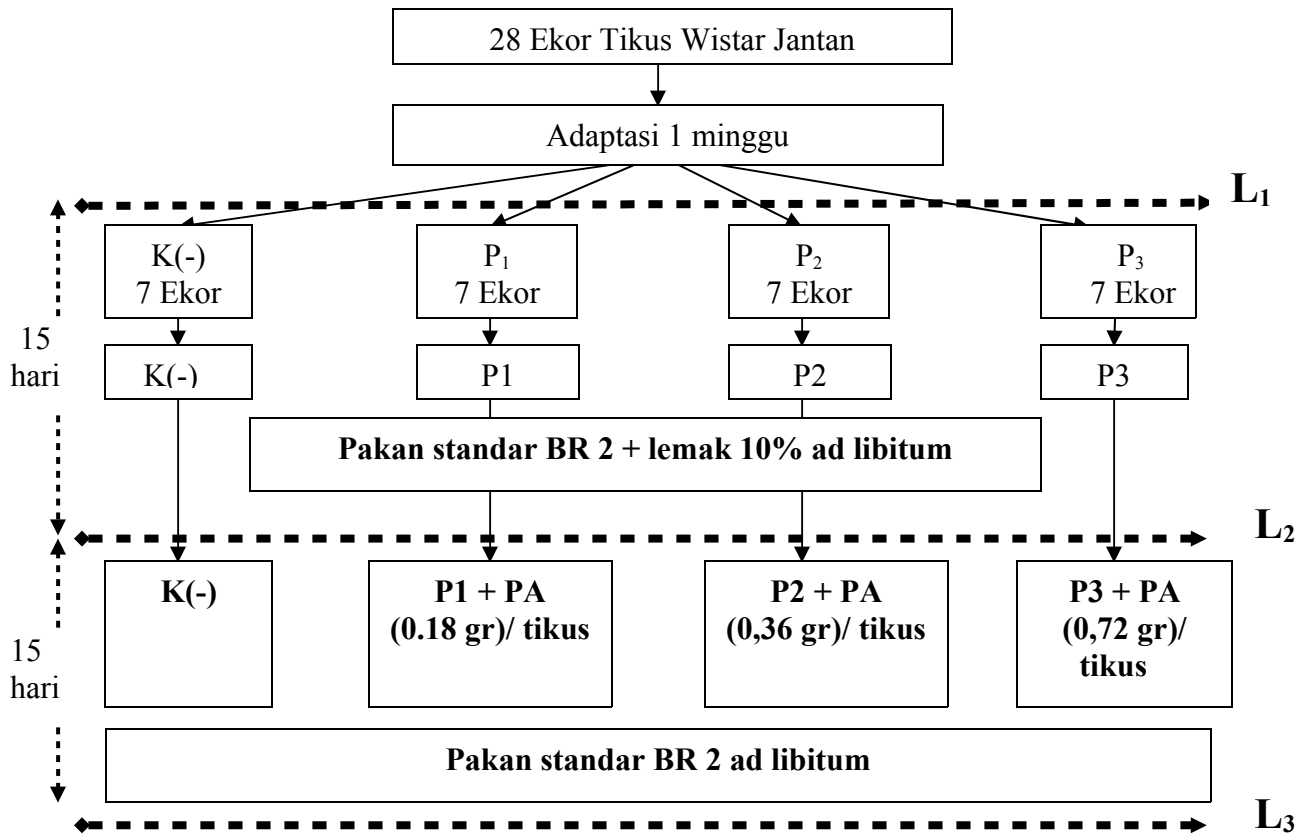 28 Ekor Tikus Wistar Jantan
Adaptasi 1 minggu
L₁
K(-)
7 Ekor
P₁
7 Ekor
P₂
7 Ekor
P₃
7 Ekor
15
hari
K(-)
P1
P2
P3
Pakan standar BR 2 + lemak 10% ad libitum
L₂
K(-)
P1 + PA
(0.18 gr)/ tikus
P2 + PA
(0,36 gr)/ tikus
P3 + PA
(0,72 gr)/
tikus
15
hari
Pakan standar BR 2 ad libitum
L₃